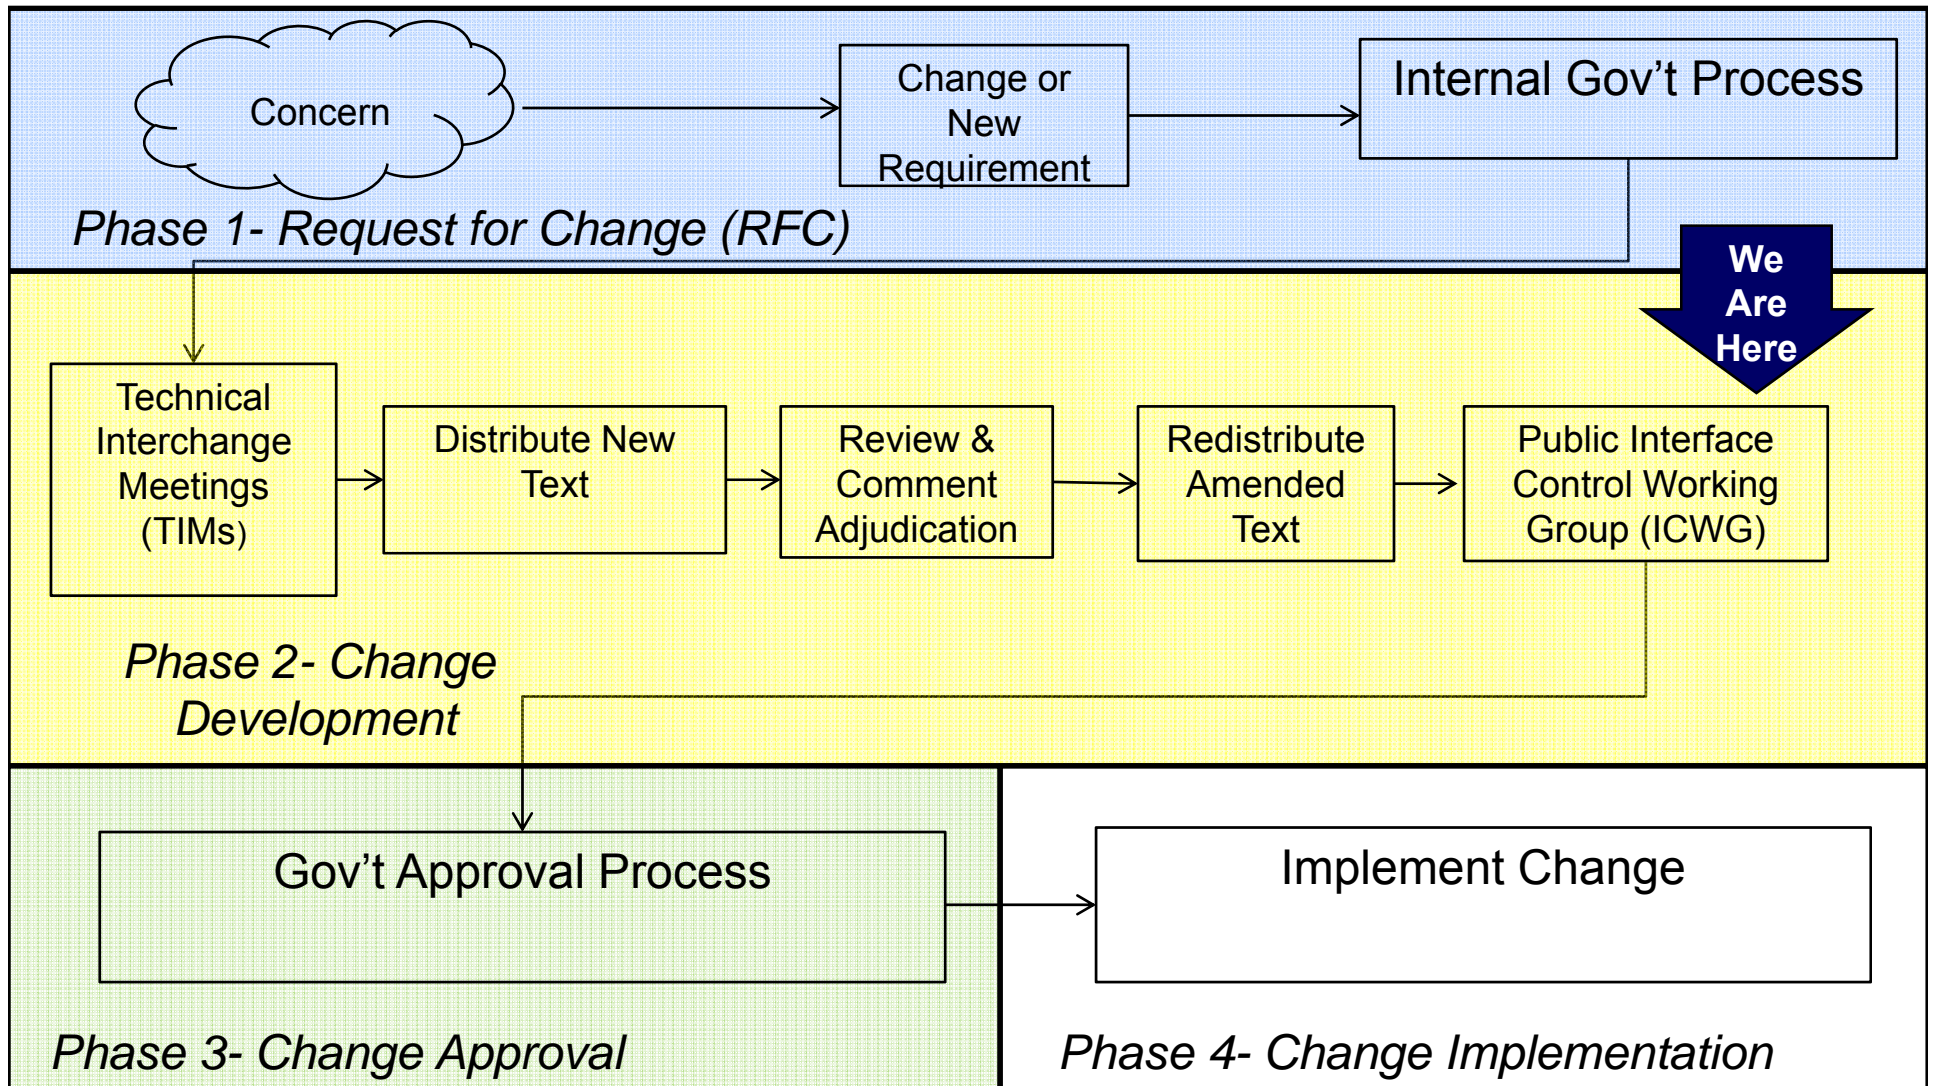 Concern
Change or
New
Requirement
Internal Gov’t Process
Phase 1- Request for Change (RFC)
We
Are
Here
Technical
Interchange
Meetings
(TIMs)
Distribute New
Text
Review &
Comment
Adjudication
Redistribute
Amended
Text
Public Interface
Control Working
Group (ICWG)
Phase 2- Change
Development
Gov’t Approval Process
Implement Change
Phase 3- Change Approval
Phase 4- Change Implementation